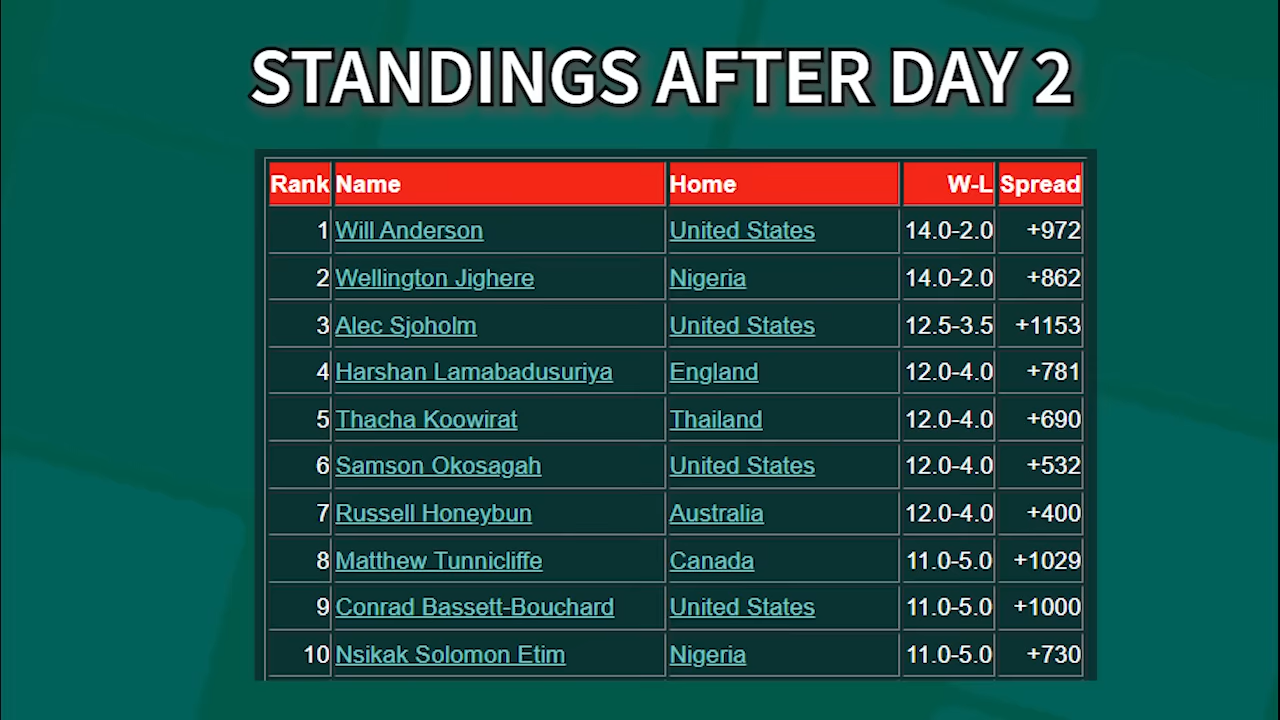 STANDINGS AFTER DAY 2
Rank Name Home W-L Spread
1 Will Anderson United States 14.0-2.0 +972
2 Wellington Jighere Nigeria 14.0-2.0 +862
3 Alec Sjoholm United States 12.5-3.5 +1153
4 Harshan Lamabadusuriya England 12.0-4.0 +781
5 Thacha Koowirat Thailand 12.0-4.0 +690
6 Samson Okosagah United States 12.0-4.0 +532
7 Russell Honeybun Australia 12.0-4.0 +400
8 Matthew Tunnicliffe Canada 11.0-5.0 +1029
9 Conrad Bassett-Bouchard United States 11.0-5.0 +1000
10 Nsikak Solomon Etim Nigeria 11.0-5.0 +730